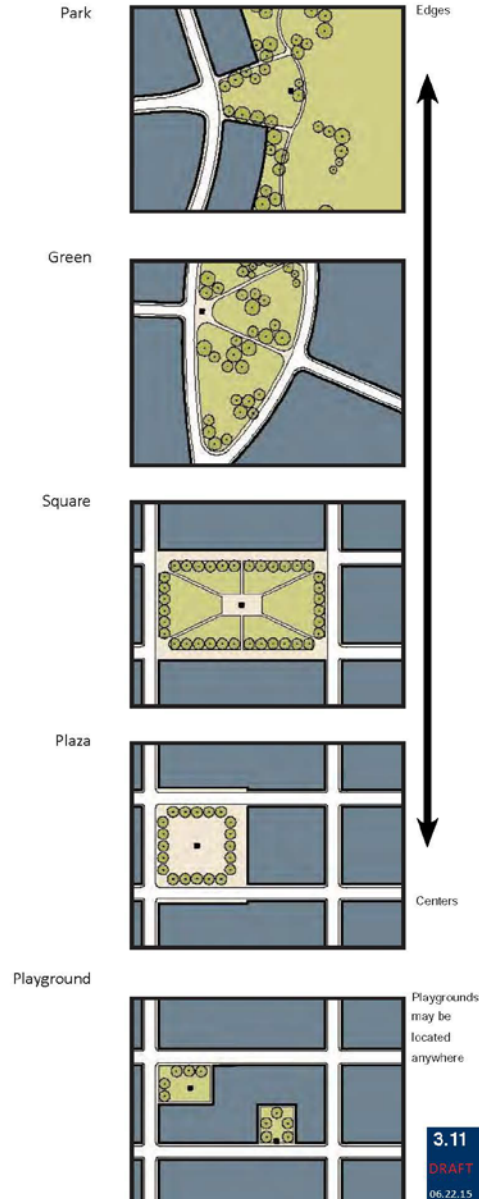 Park
Edges
Green
Square
Plaza
Centers
Playground
Playgrounds
may be
located
anywhere
3.11
DRAFT
06.22.15